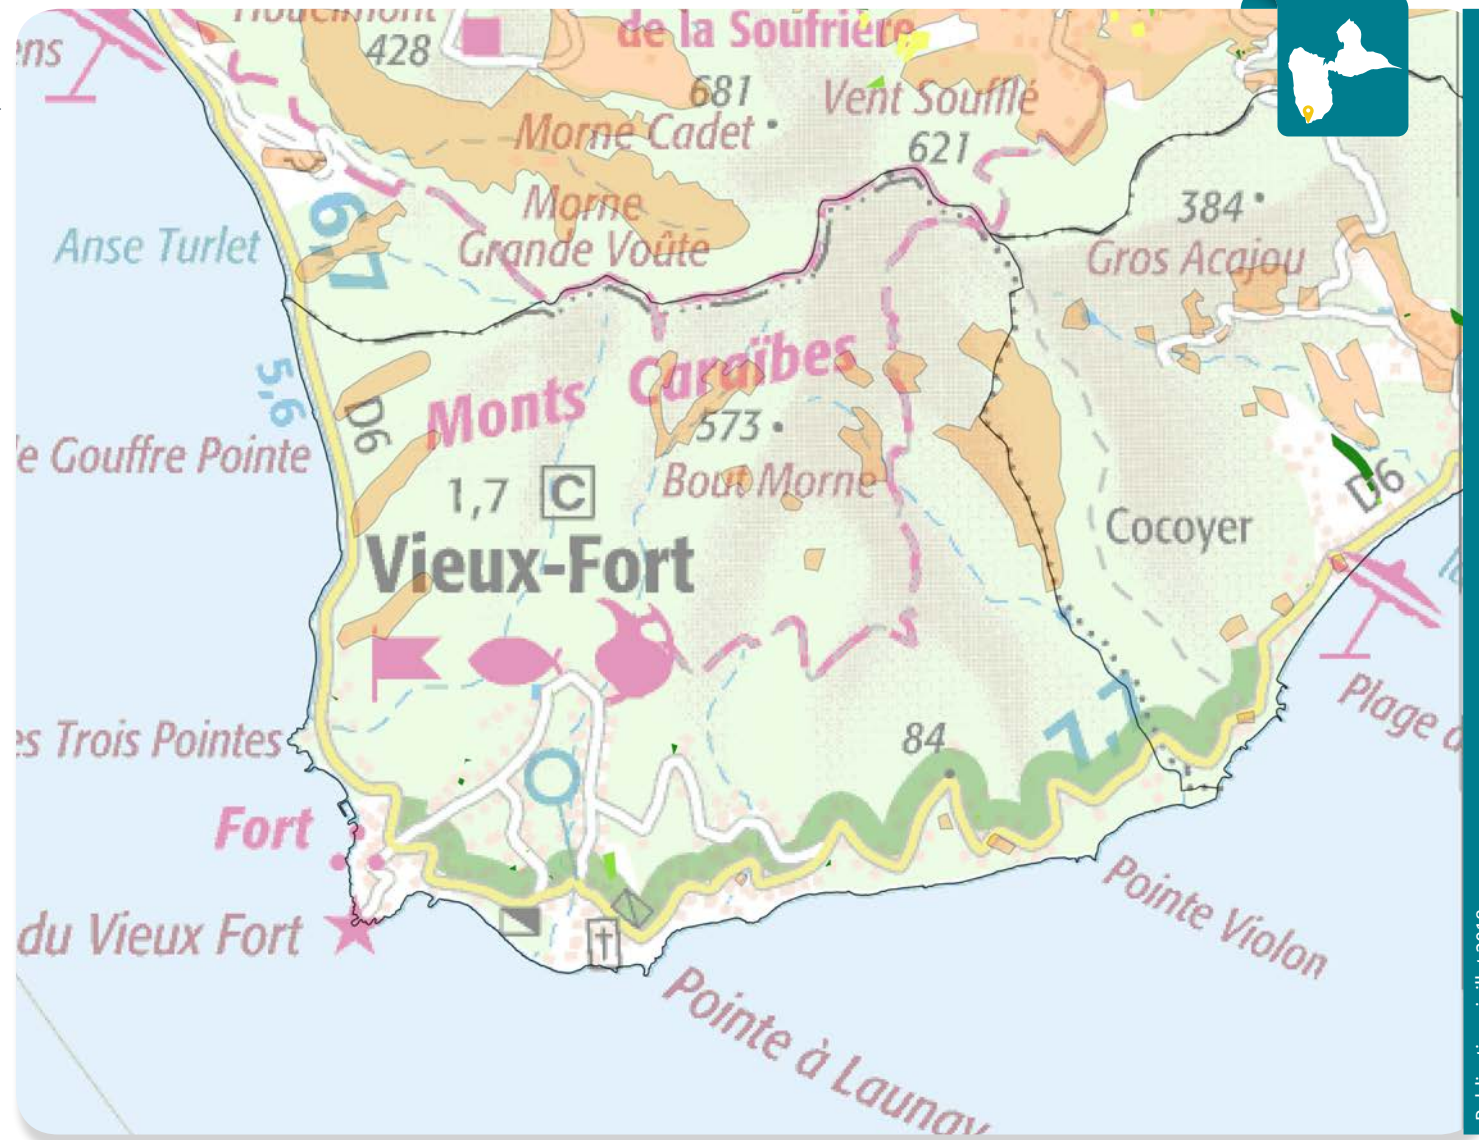 Houëlmont
428
de la Soufrière
ens
681
Vent Soufflé
Morne Cadet
621
6,7
Morne
Grande Voûte
384
Gros Acajou
Anse Turlet
5,6
D6
Monts Caraïbes
573
Bout Morne
e Gouffre Pointe
1,7
C
Vieux-Fort
Cocoyer
D6
es Trois Pointes
84
7,1
Plage d
Fort
du Vieux Fort
Pointe Violon
Pointe à Launay